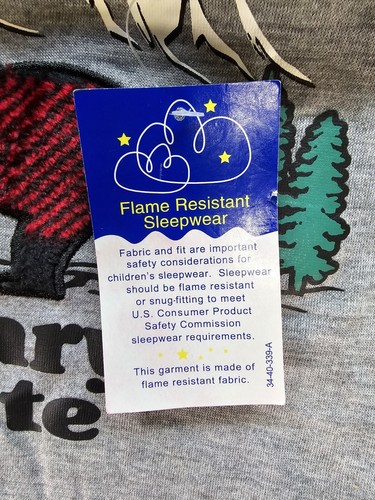 Flame Resistant
Sleepwear
Fabric and fit are important
safety considerations for
children's sleepwear. Sleepwear
should be flame resistant
or snug-fitting to meet
U.S. Consumer Product
Safety Commission
sleepwear requirements.
This garment is made of
flame resistant fabric.
34-40-339-A